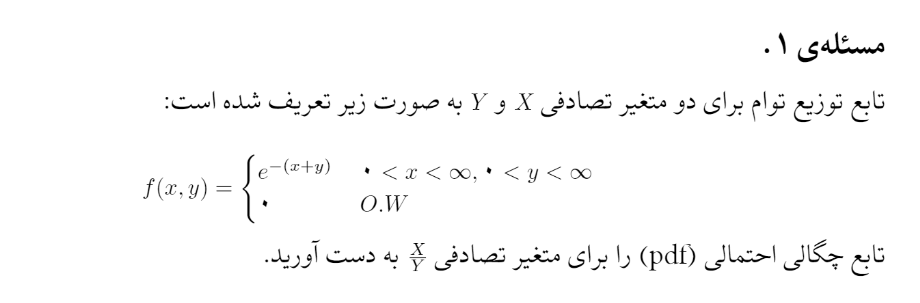 مسئله‌ی ۱ .
تابع توزیع توام برای دو متغیر تصادفی X و Y به صورت زیر تعریف شده است:
f(x, y) = { e^{-(x+y)} ۰ < x < ∞, ۰ < y < ∞
۰ O.W
تابع چگالی احتمالی (pdf) را برای متغیر تصادفی X/Y به دست آورید.